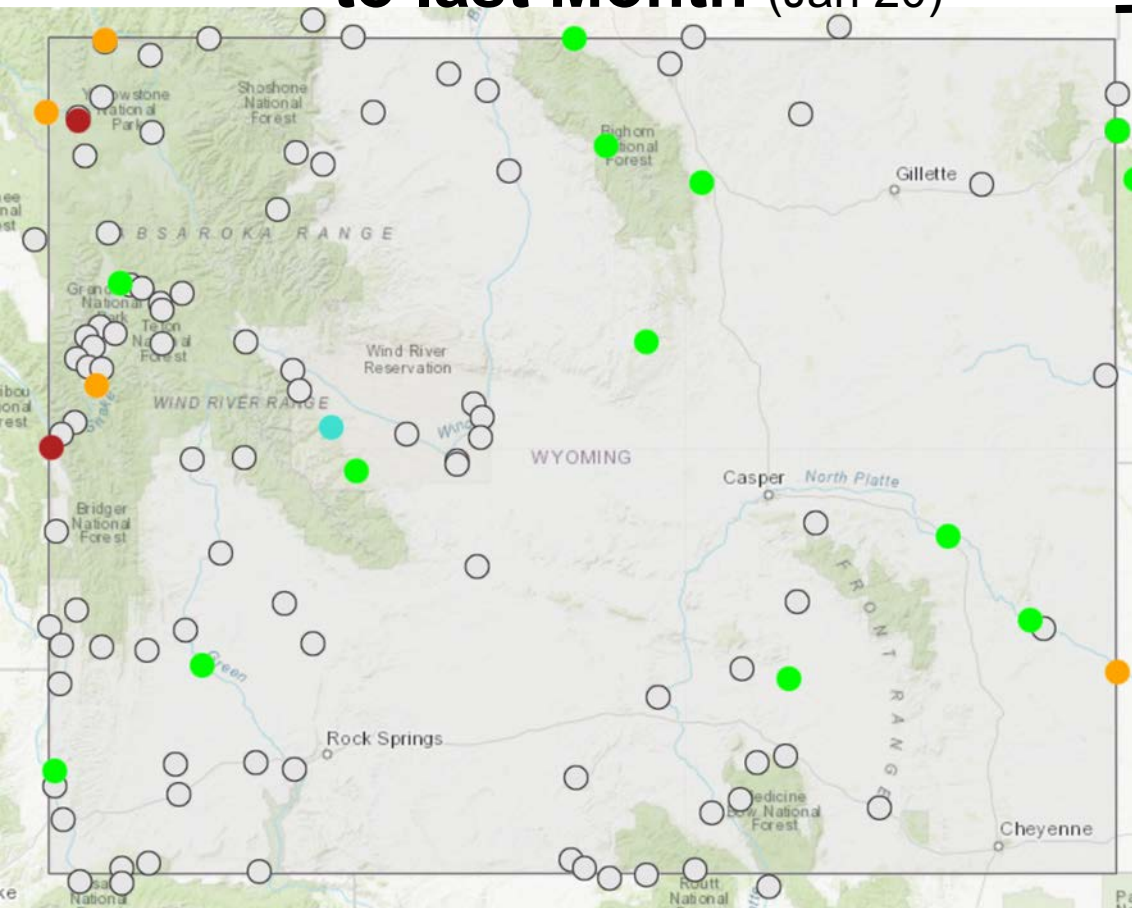 to last Month (Jan 20)
Yellowstone
National
Park
Shoshone
National
Forest
Bighorn
National
Forest
Gillette
ABSAROKA RANGE
Grand
National
Park
Teton
National
Forest
Wind River
Reservation
WIND RIVER RANGE
Snake
Wind
WYOMING
Casper
North Platte
Bridger
National
Forest
FRONT RANGE
Green
Rock Springs
Medicine
Bow National
Forest
Cheyenne
National
Routt
National